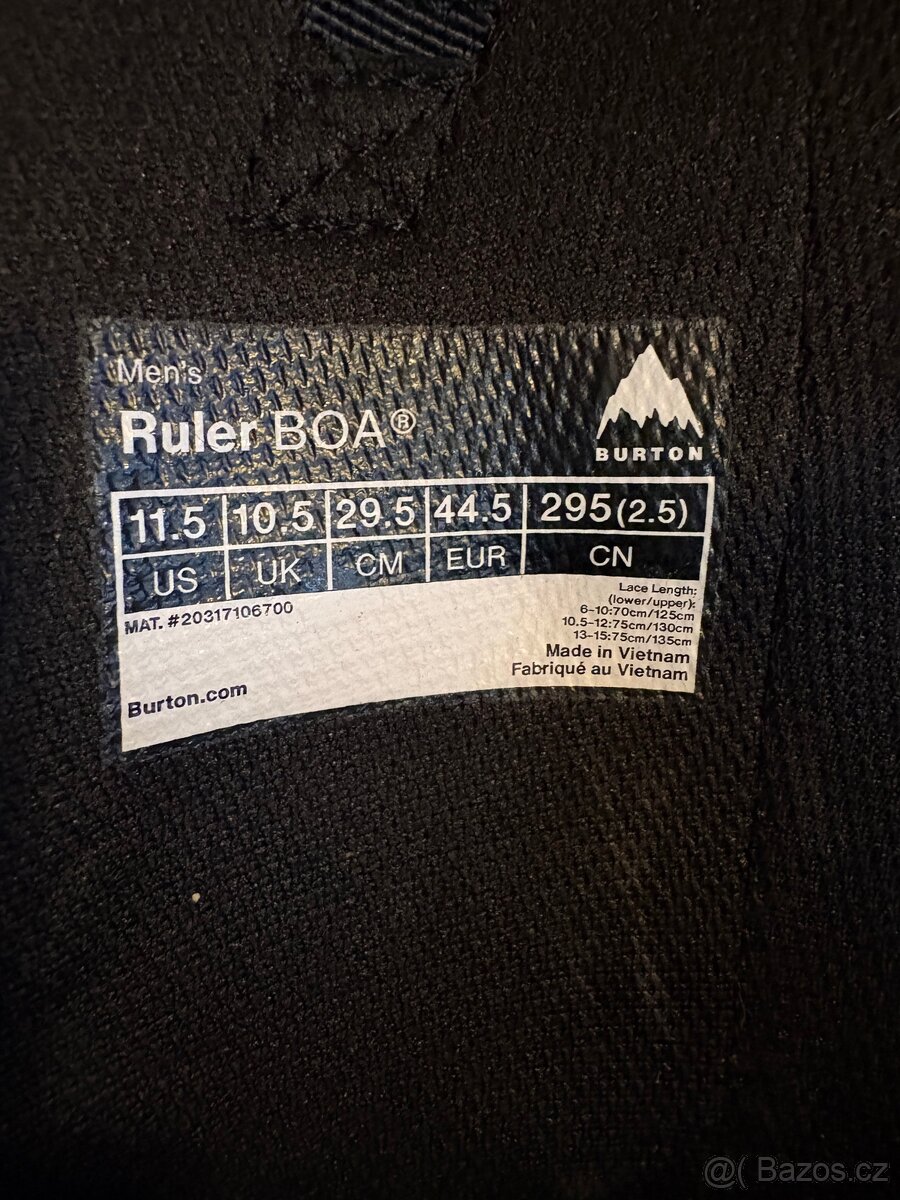 Men's
Ruler BOA®
BURTON
11.5 10.5 29.5 44.5 295(2.5)
US UK CM EUR CN
MAT. #20317106700
Lace Length:
(lower/upper):
6-10:70cm/125cm
10.5-12:75cm/130cm
13-15:75cm/135cm
Made in Vietnam
Fabriqué au Vietnam
Burton.com
@( Bazos.cz